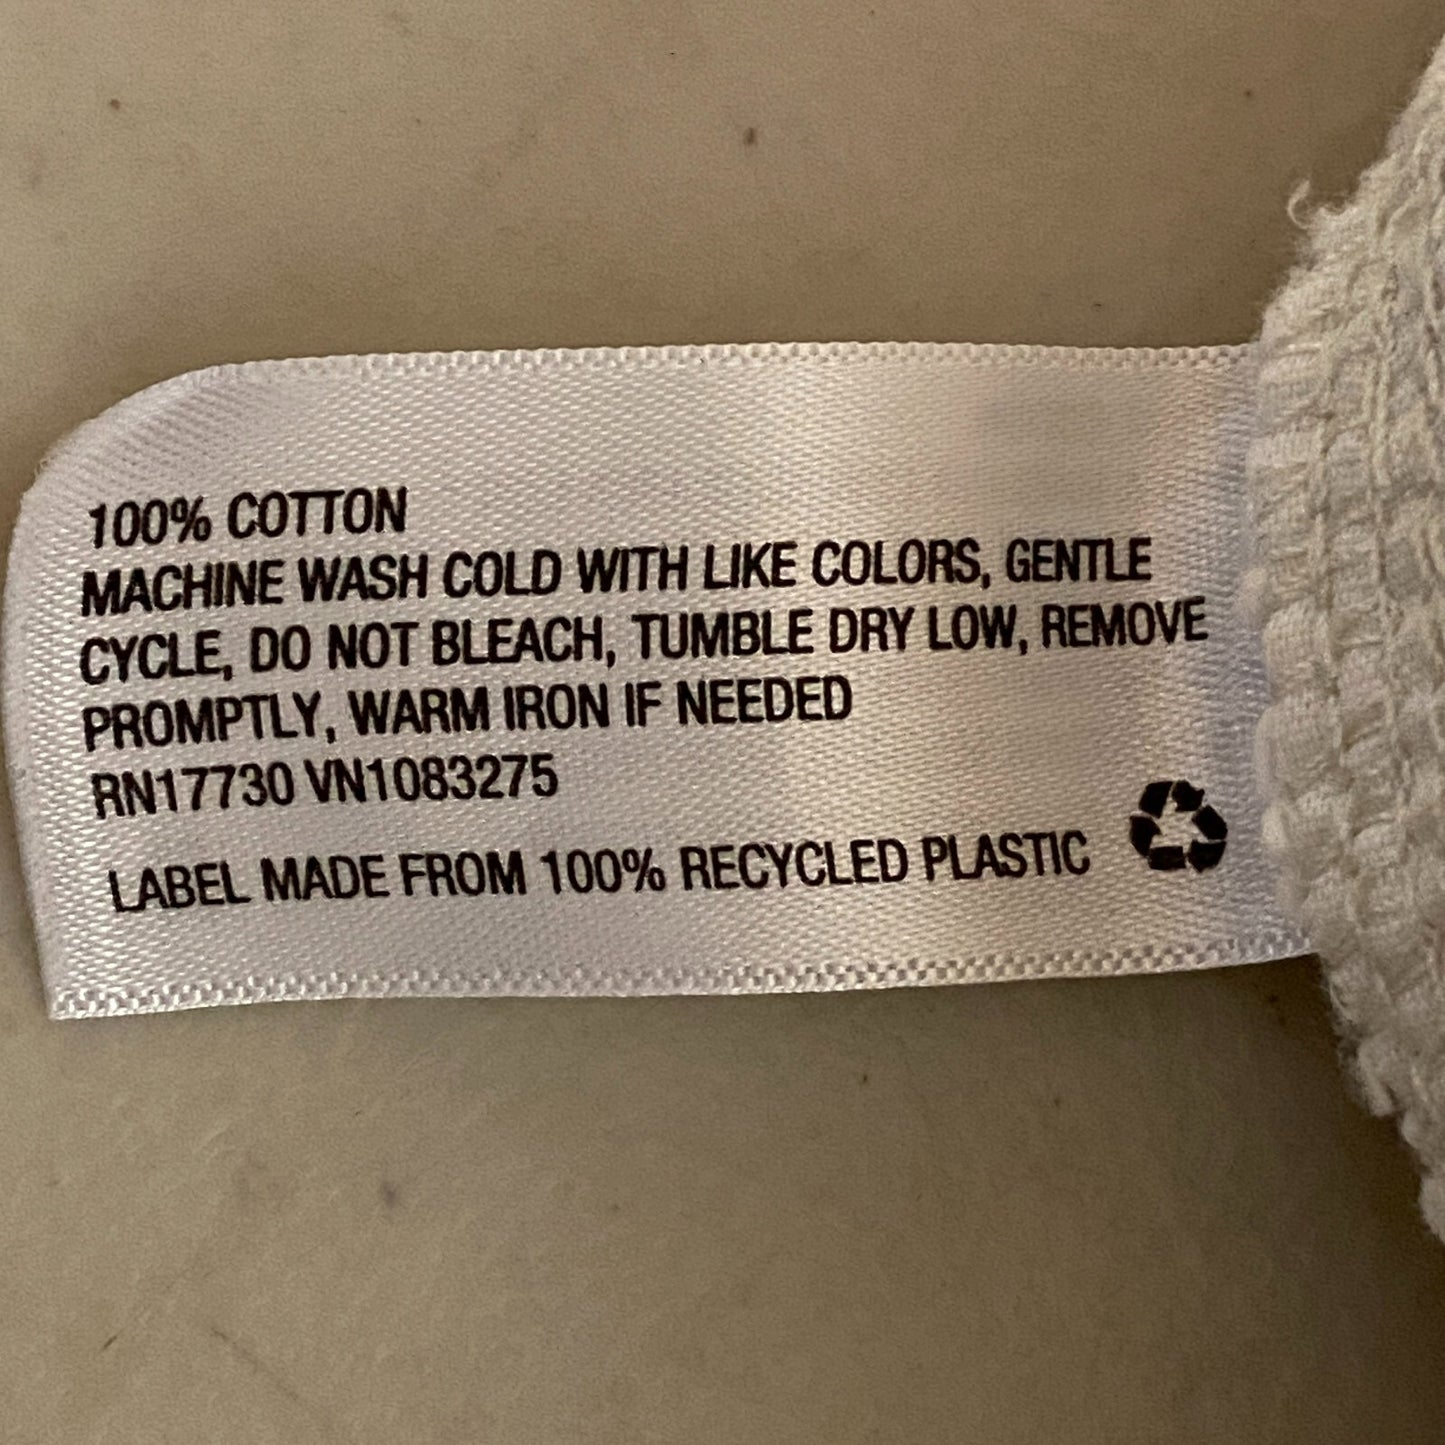 100% COTTON
MACHINE WASH COLD WITH LIKE COLORS, GENTLE
CYCLE, DO NOT BLEACH, TUMBLE DRY LOW, REMOVE
PROMPTLY, WARM IRON IF NEEDED
RN17730 VN1083275
LABEL MADE FROM 100% RECYCLED PLASTIC